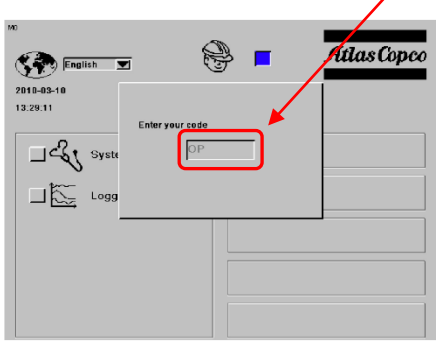 M0
English
Atlas Copco
2010-03-10
13:29:11
Enter your code
OP
Syste
Logg